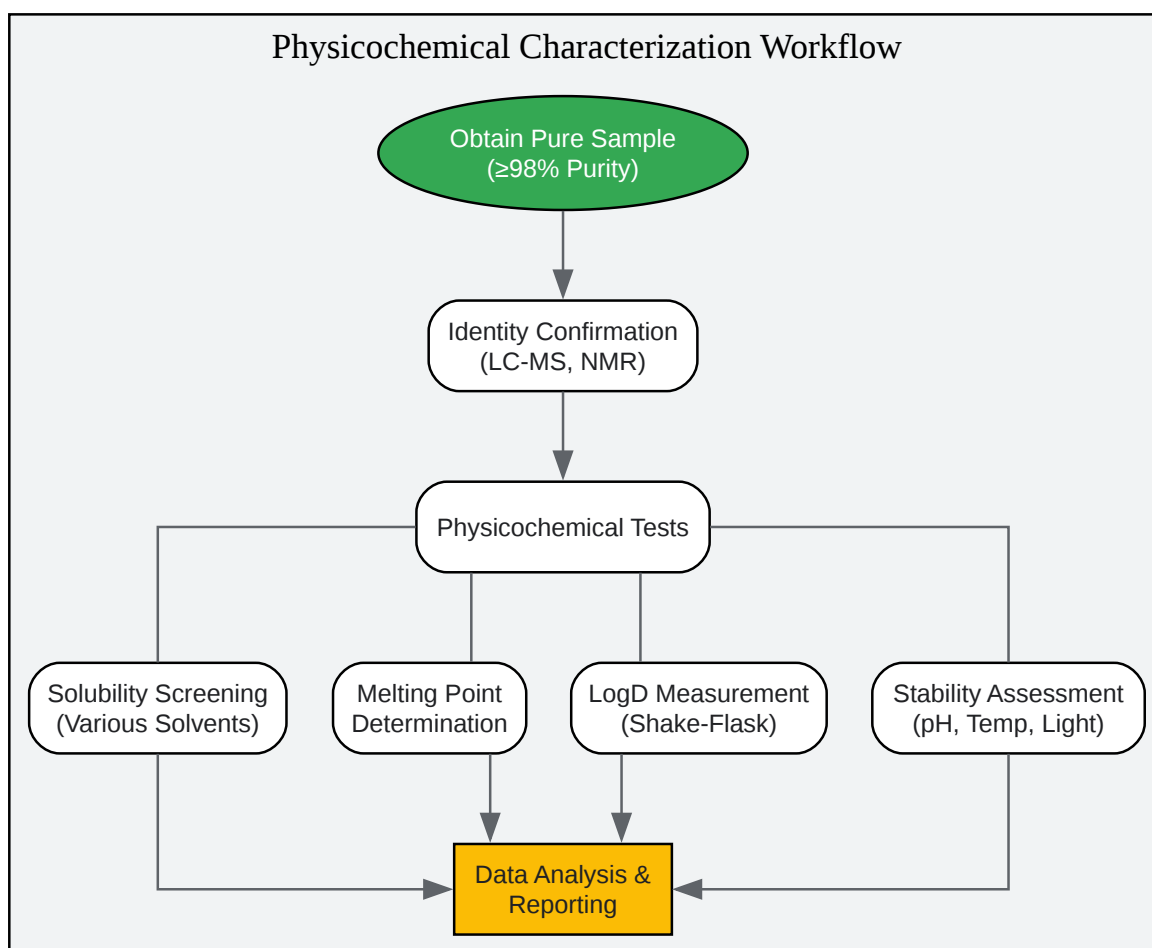 Physicochemical Characterization Workflow
Obtain Pure Sample
(≥98% Purity)
Identity Confirmation
(LC-MS, NMR)
Physicochemical Tests
Solubility Screening
(Various Solvents)
Melting Point
Determination
LogD Measurement
(Shake-Flask)
Stability Assessment
(pH, Temp, Light)
Data Analysis &
Reporting